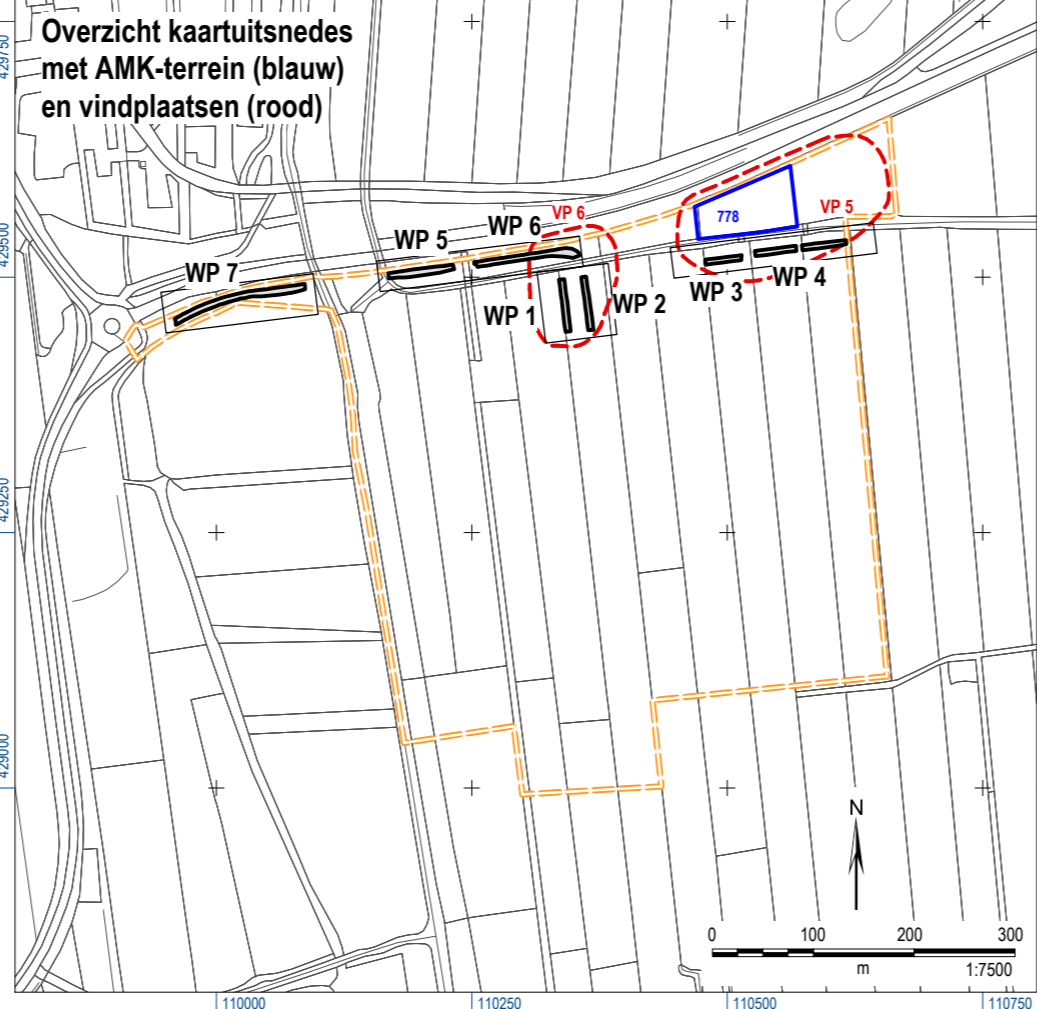 Overzicht kaartuitsnedes
met AMK-terrein (blauw)
en vindplaatsen (rood)
429750
429500
429250
429000
778
VP 5
VP 6
WP 6
WP 5
WP 7
WP 1
WP 2
WP 3
WP 4
N
0 100 200 300
m
1:7500
110000
110250
110500
110750